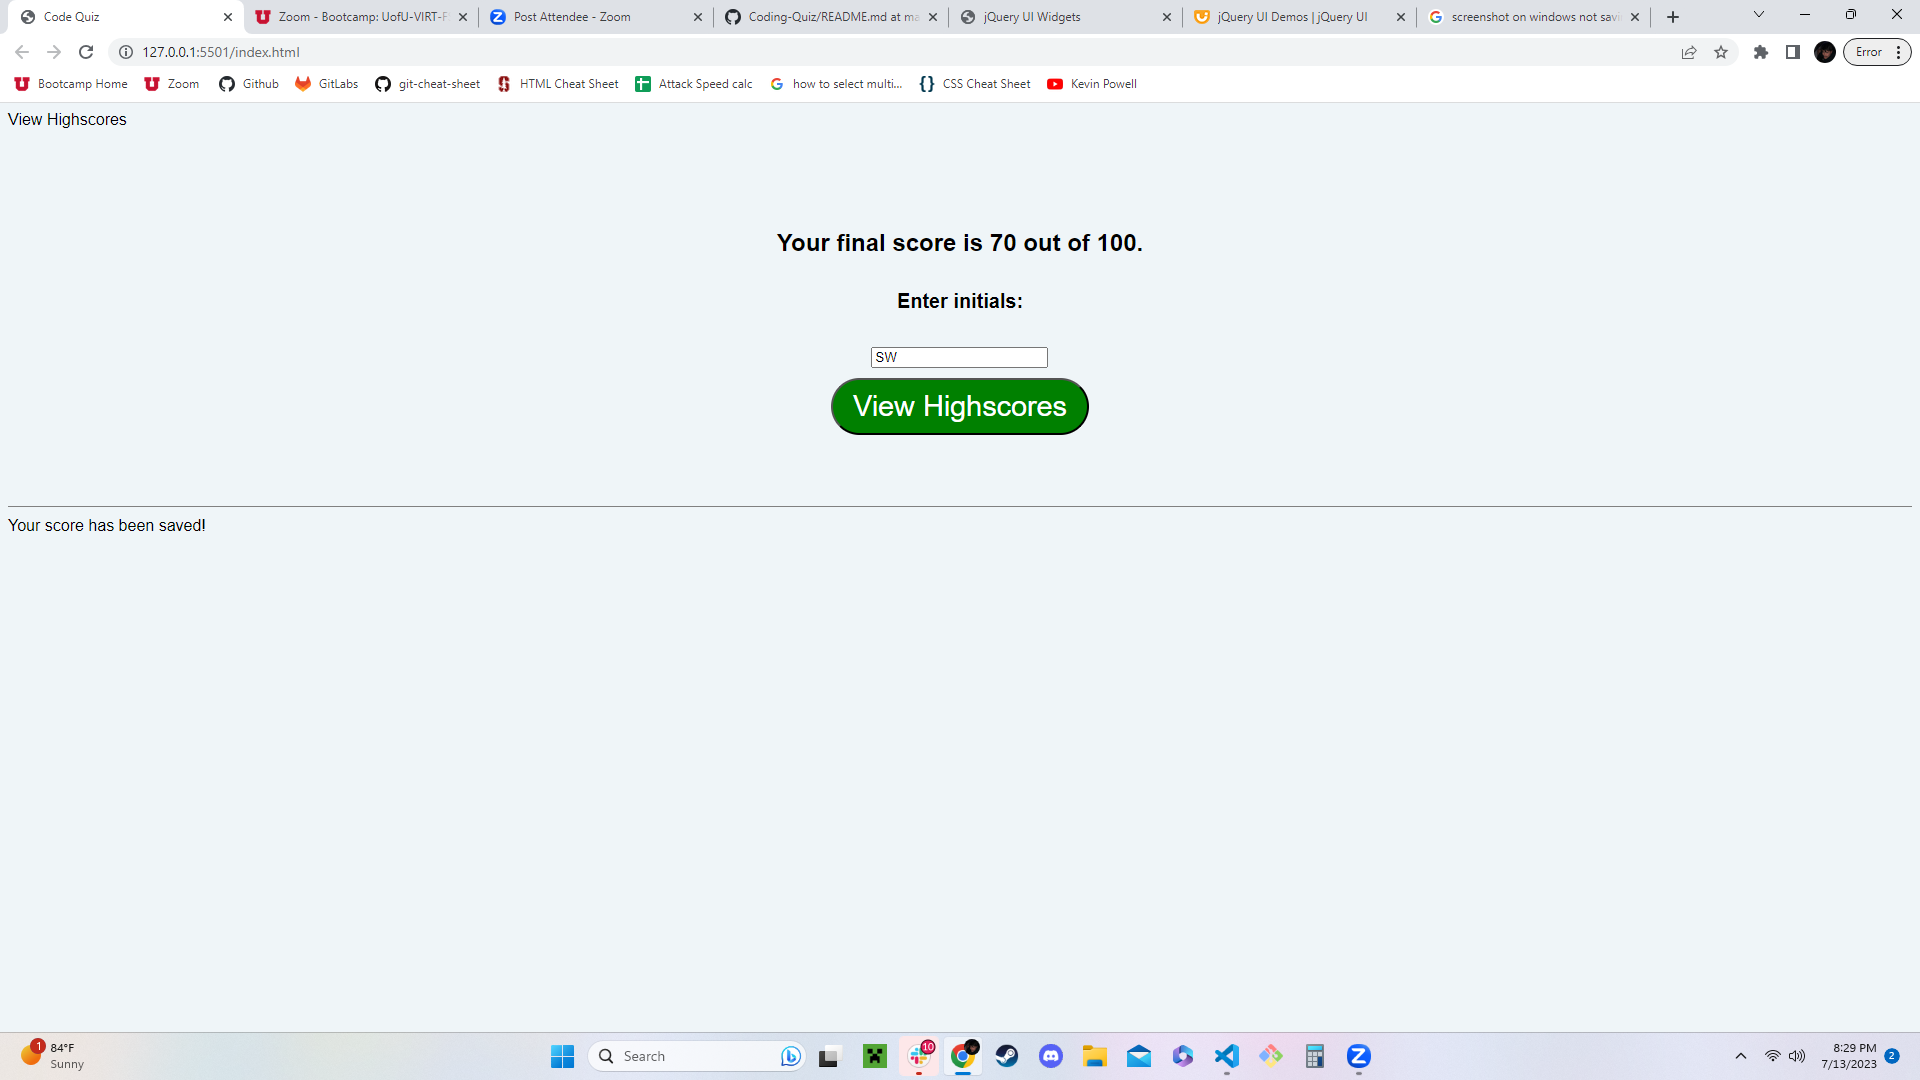 Code Quiz
Zoom - Bootcamp: UofU-VIRT-F
Post Attendee - Zoom
Coding-Quiz/README.md at ma
jQuery UI Widgets
jQuery UI Demos | jQuery UI
screenshot on windows not savi
127.0.0.1:5501/index.html
Error
Bootcamp Home
Zoom
Github
GitLabs
git-cheat-sheet
HTML Cheat Sheet
Attack Speed calc
how to select multi...
CSS Cheat Sheet
Kevin Powell
View Highscores
Your final score is 70 out of 100.
Enter initials:
SW
View Highscores
Your score has been saved!
1
84°F
Sunny
Search
10
8:29 PM
7/13/2023
2